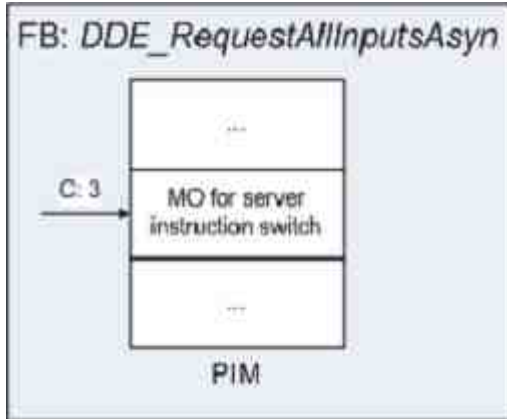 FB: DDE_RequestAllInputsAsyn
...
C: 3
MO for server
instruction switch
...
PIM